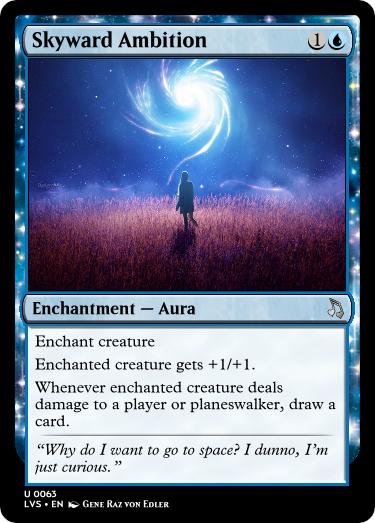 Skyward Ambition 1
Enchantment — Aura
Enchant creature
Enchanted creature gets +1/+1.
Whenever enchanted creature deals
damage to a player or planeswalker, draw a
card.
“Why do I want to go to space? I dunno, I’m
just curious.”
U 0063
LVS • EN Gene Raz von Edler